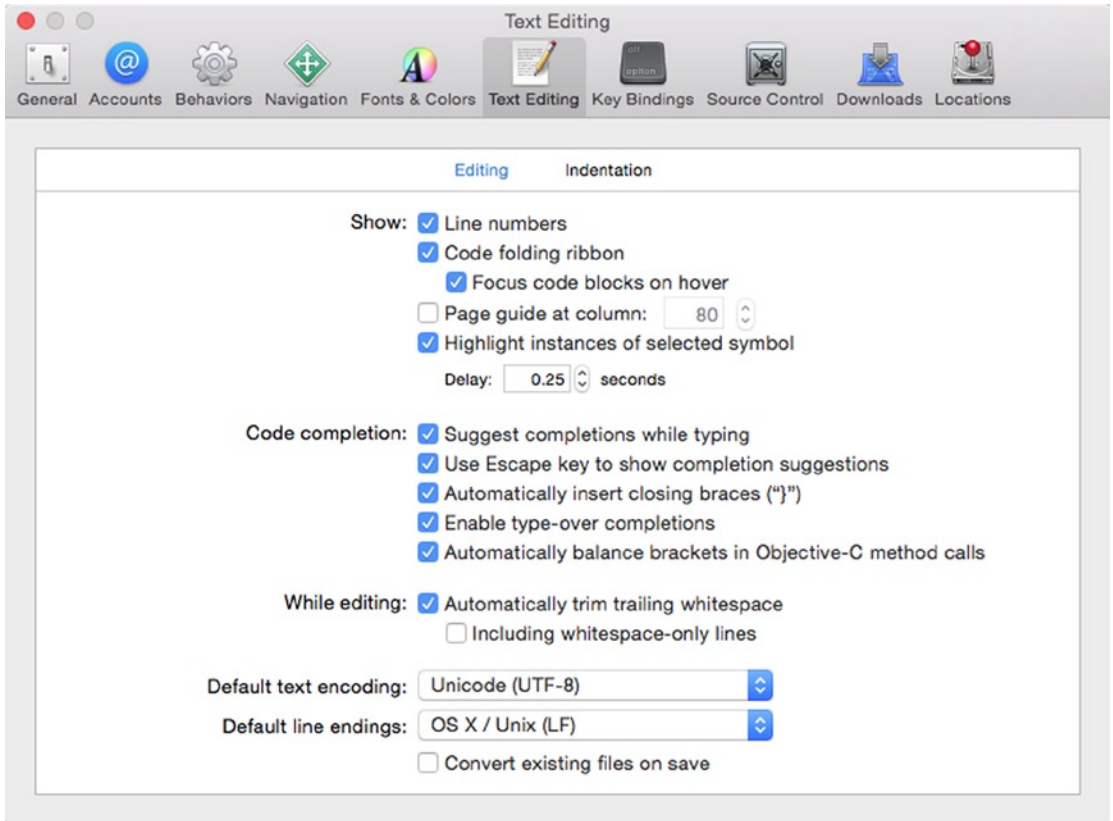 Text Editing
General Accounts Behaviors Navigation Fonts & Colors Text Editing Key Bindings Source Control Downloads Locations
alt
option
Editing Indentation
Show: Line numbers
Code folding ribbon
Focus code blocks on hover
Page guide at column: 80
Highlight instances of selected symbol
Delay: 0.25 seconds
Code completion: Suggest completions while typing
Use Escape key to show completion suggestions
Automatically insert closing braces (“}”)
Enable type-over completions
Automatically balance brackets in Objective-C method calls
While editing: Automatically trim trailing whitespace
Including whitespace-only lines
Default text encoding: Unicode (UTF-8)
Default line endings: OS X / Unix (LF)
Convert existing files on save